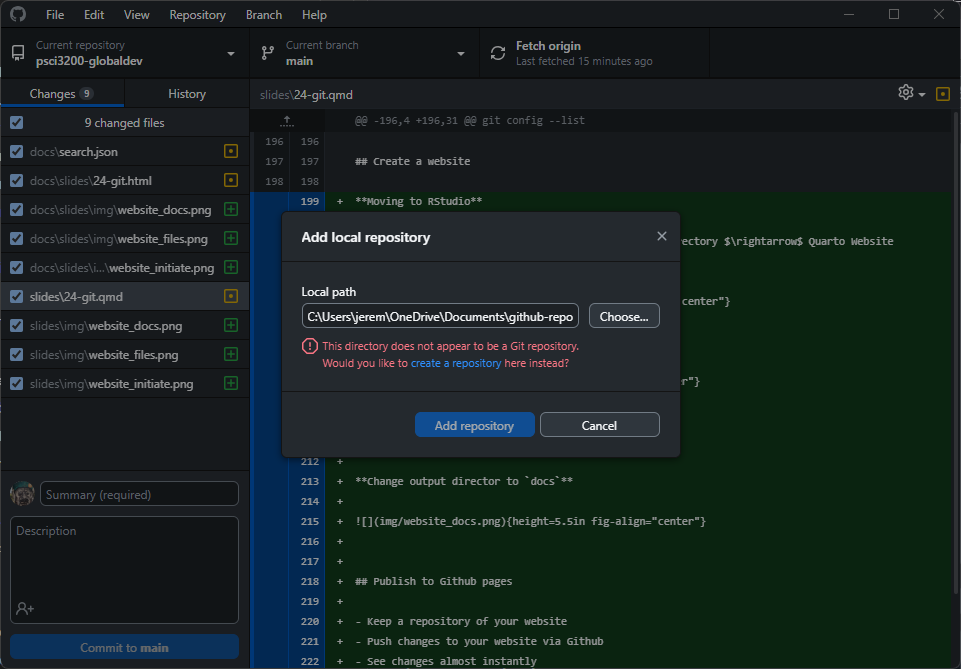 File Edit View Repository Branch Help
Current repository
psci3200-globaldev
Current branch
main
Fetch origin
Last fetched 15 minutes ago
Changes 9
History
slides\24-git.qmd
9 changed files
docs\search.json
docs\slides\24-git.html
docs\slides\img\website_docs.png
docs\slides\img\website_files.png
docs\slides\i...\website_initiate.png
slides\24-git.qmd
slides\img\website_docs.png
slides\img\website_files.png
slides\img\website_initiate.png
Summary (required)
Description
Commit to main
@@ -196,4 +196,31 @@ git config --list
196 196
197 197 ## Create a website
198 198
199 + **Moving to RStudio**
rectory $\rightarrow$ Quarto Website
center"}
r"}
212 +
213 + **Change output director to `docs`**
214 +
215 + ![](img/website_docs.png){height=5.5in fig-align="center"}
216 +
217 +
218 + ## Publish to Github pages
219 +
220 + - Keep a repository of your website
221 + - Push changes to your website via Github
222 + - See changes almost instantly
Add local repository
Local path
C:\Users\jerem\OneDrive\Documents\github-repo
Choose...
This directory does not appear to be a Git repository.
Would you like to create a repository here instead?
Add repository
Cancel